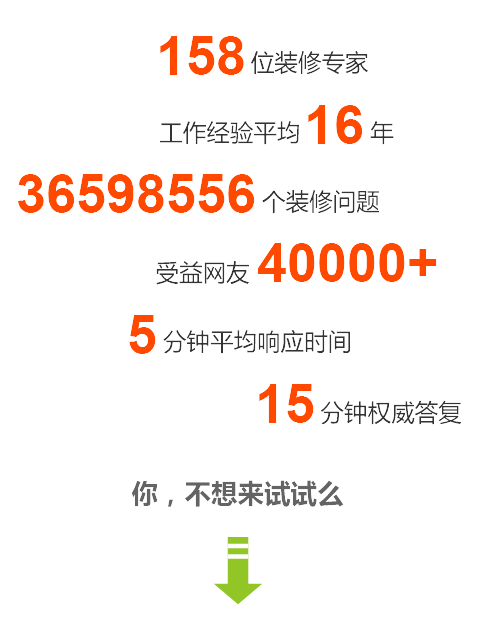 158 位装修专家
工作经验平均 16 年
36598556 个装修问题
受益网友 40000+
5 分钟平均响应时间
15 分钟权威答复
你，不想来试试么